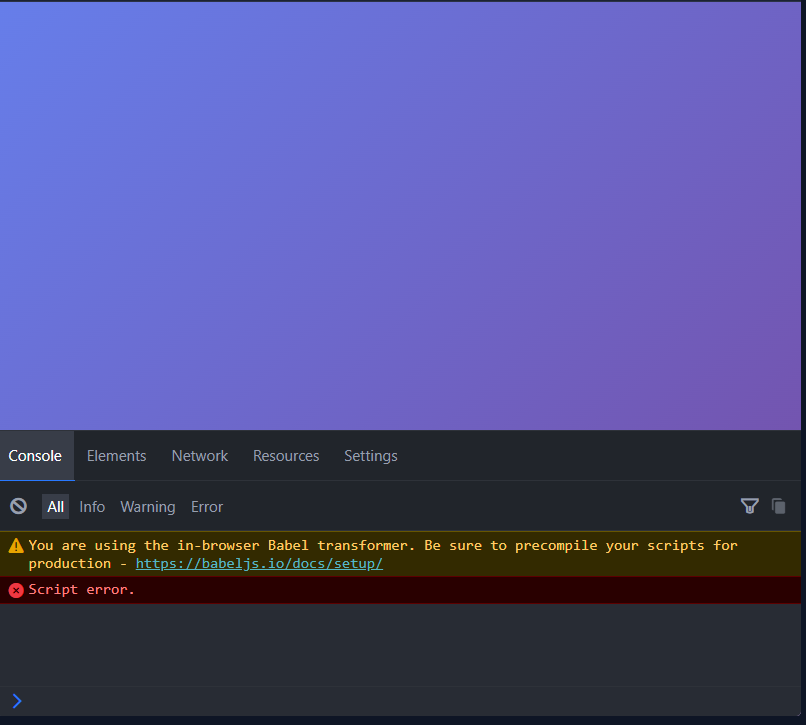 Console Elements Network Resources Settings
All Info Warning Error
You are using the in-browser Babel transformer. Be sure to precompile your scripts for
production - https://babeljs.io/docs/setup/
Script error.